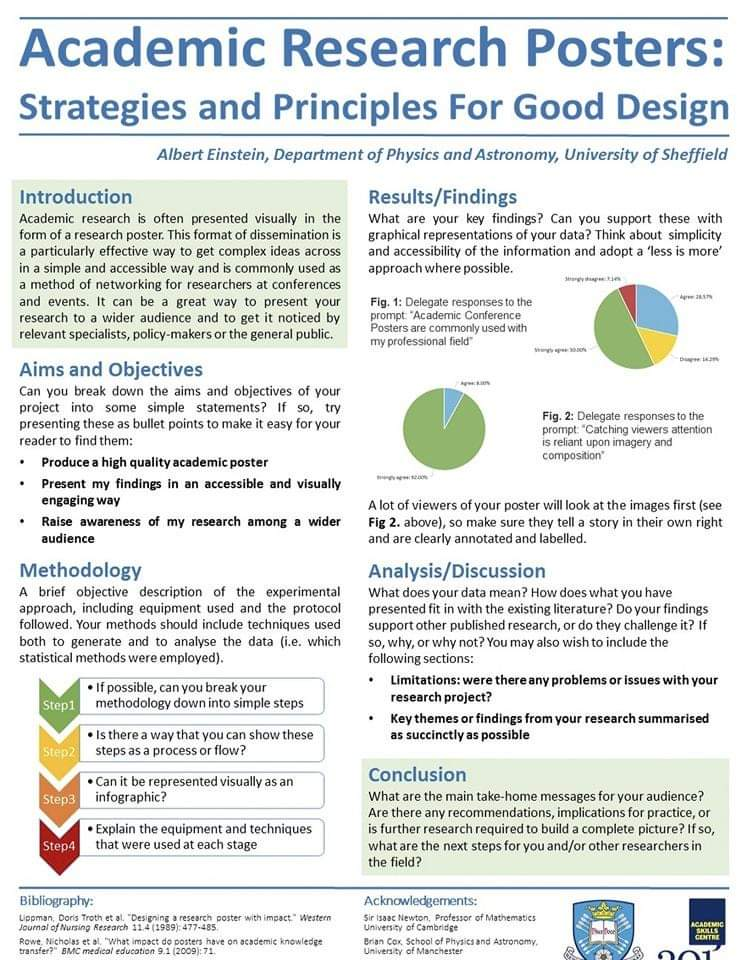 Academic Research Posters:
Strategies and Principles For Good Design
Albert Einstein, Department of Physics and Astronomy, University of Sheffield
Introduction
Academic research is often presented visually in the
form of a research poster. This format of dissemination is
a particularly effective way to get complex ideas across
in a simple and accessible way and is commonly used as
a method of networking for researchers at conferences
and events. It can be a great way to present your
research to a wider audience and to get it noticed by
relevant specialists, policy-makers or the general public.
Aims and Objectives
Can you break down the aims and objectives of your
project into some simple statements? If so, try
presenting these as bullet points to make it easy for your
reader to find them:
• Produce a high quality academic poster
• Present my findings in an accessible and visually
engaging way
• Raise awareness of my research among a wider
audience
Methodology
A brief objective description of the experimental
approach, including equipment used and the protocol
followed. Your methods should include techniques used
both to generate and to analyse the data (i.e. which
statistical methods were employed).
Step1
• If possible, can you break your
methodology down into simple steps
Step2
• Is there a way that you can show these
steps as a process or flow?
Step3
• Can it be represented visually as an
infographic?
Step4
• Explain the equipment and techniques
that were used at each stage
Results/Findings
What are your key findings? Can you support these with
graphical representations of your data? Think about simplicity
and accessibility of the information and adopt a ‘less is more’
approach where possible.
Fig. 1: Delegate responses to the
prompt: “Academic Conference
Posters are commonly used with
my professional field”
Strongly disagree: 7.14%
Agree: 28.57%
Disagree: 14.29%
Strongly agree: 50.00%
Agree: 8.00%
Strongly agree: 92.00%
Fig. 2: Delegate responses to the
prompt: “Catching viewers attention
is reliant upon imagery and
composition”
A lot of viewers of your poster will look at the images first (see
Fig 2. above), so make sure they tell a story in their own right
and are clearly annotated and labelled.
Analysis/Discussion
What does your data mean? How does what you have
presented fit in with the existing literature? Do your findings
support other published research, or do they challenge it? If
so, why, or why not? You may also wish to include the
following sections:
• Limitations: were there any problems or issues with your
research project?
• Key themes or findings from your research summarised
as succinctly as possible
Conclusion
What are the main take-home messages for your audience?
Are there any recommendations, implications for practice, or
is further research required to build a complete picture? If so,
what are the next steps for you and/or other researchers in
the field?
Bibliography:
Lippman, Doris Troth et al. "Designing a research poster with impact." Western
Journal of Nursing Research 11.4 (1989): 477-485.
Rowe, Nicholas et al. "What impact do posters have on academic knowledge
transfer?" BMC medical education 9.1 (2009): 71.
Acknowledgements:
Sir Isaac Newton, Professor of Mathematics
University of Cambridge
Brian Cox, School of Physics and Astronomy,
University of Manchester
ACADEMIC
SKILLS
CENTRE